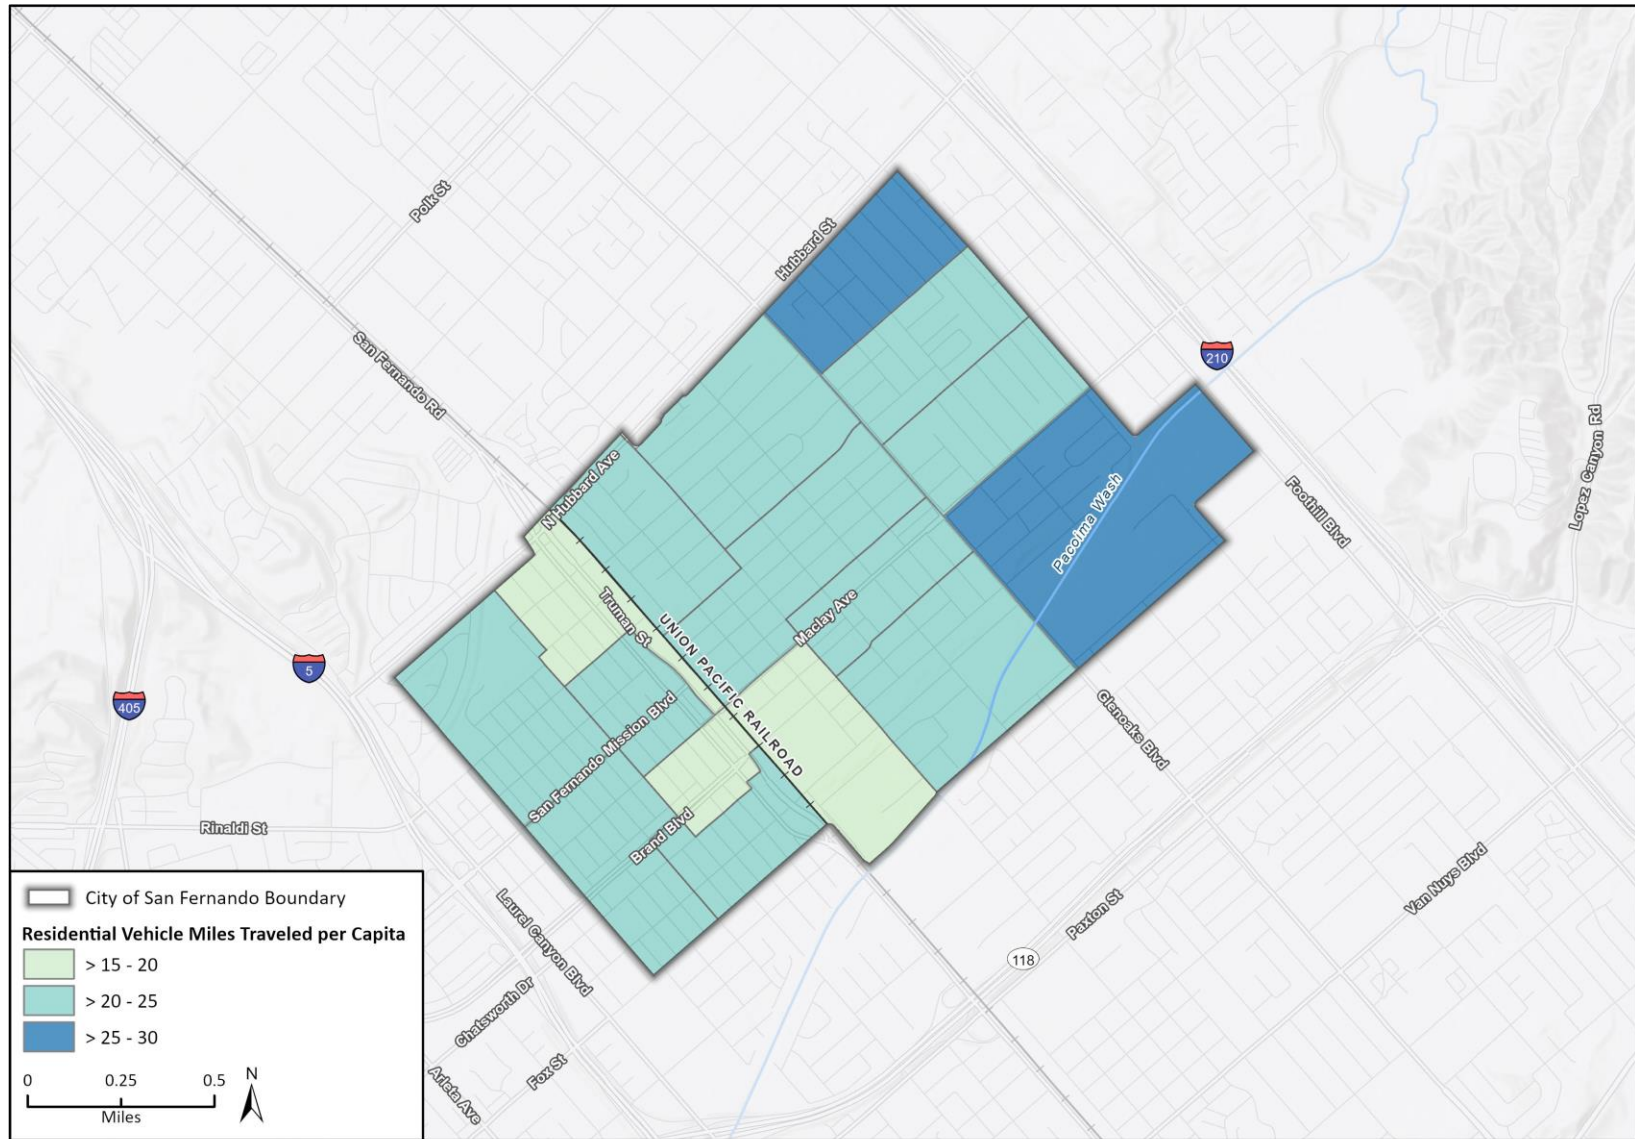 Polk St
Hubbard St
San Fernando Rd
210
N Hubbard Ave
Foothill Blvd
Lopez Canyon Rd
Pacoima Wash
Truman St
UNION PACIFIC RAILROAD
Maclay Ave
5
405
San Fernando Mission Blvd
Glenoaks Blvd
Rinaldi St
Brand Blvd
Laurel Canyon Blvd
Paxton St
Van Nuys Blvd
118
Chatsworth Dr
Fox St
Arleta Ave
City of San Fernando Boundary
Residential Vehicle Miles Traveled per Capita
> 15 - 20
> 20 - 25
> 25 - 30
0 0.25 0.5
Miles
N